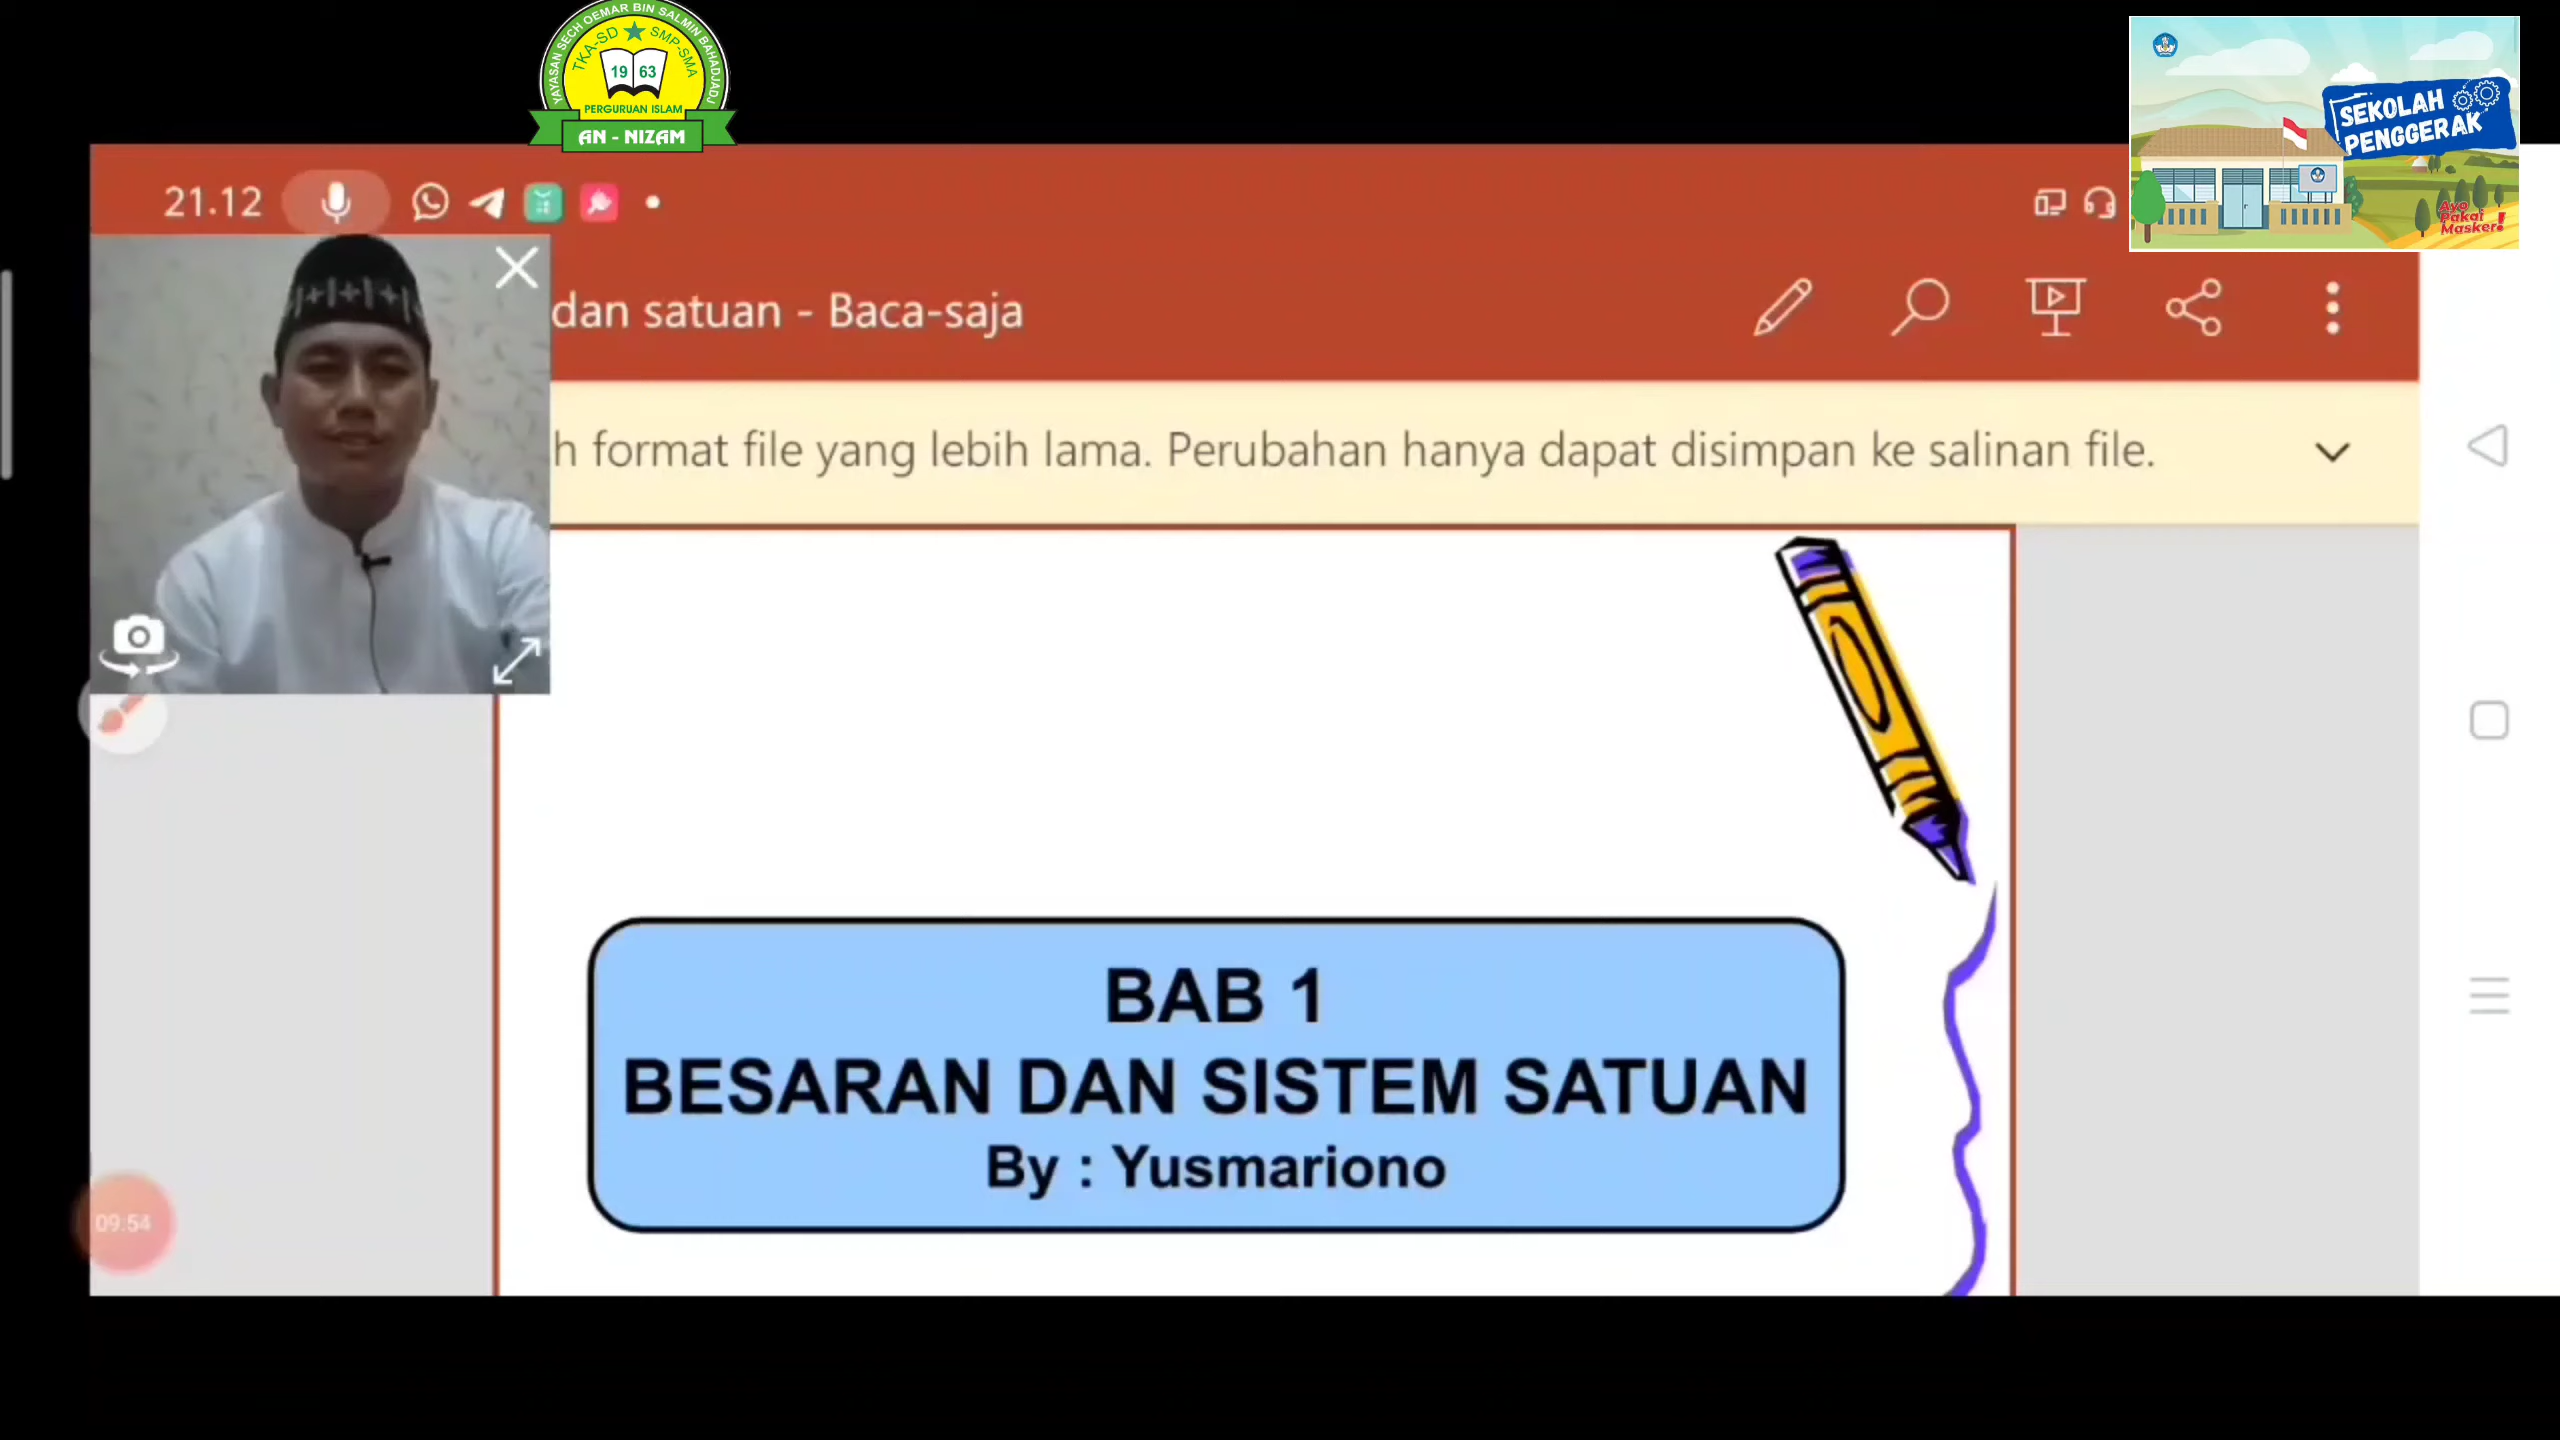 YAYASAN SECH OEMAR BIN SALMIN BAHADJADJ
TKA-SD SMP-SMA
19 63
PERGURUAN ISLAM
AN - NIZAM
SEKOLAH
PENGGERAK
Ayo
Pakai
Masker!
21.12
dan satuan - Baca-saja
h format file yang lebih lama. Perubahan hanya dapat disimpan ke salinan file.
BAB 1
BESARAN DAN SISTEM SATUAN
By : Yusmariono
09:54